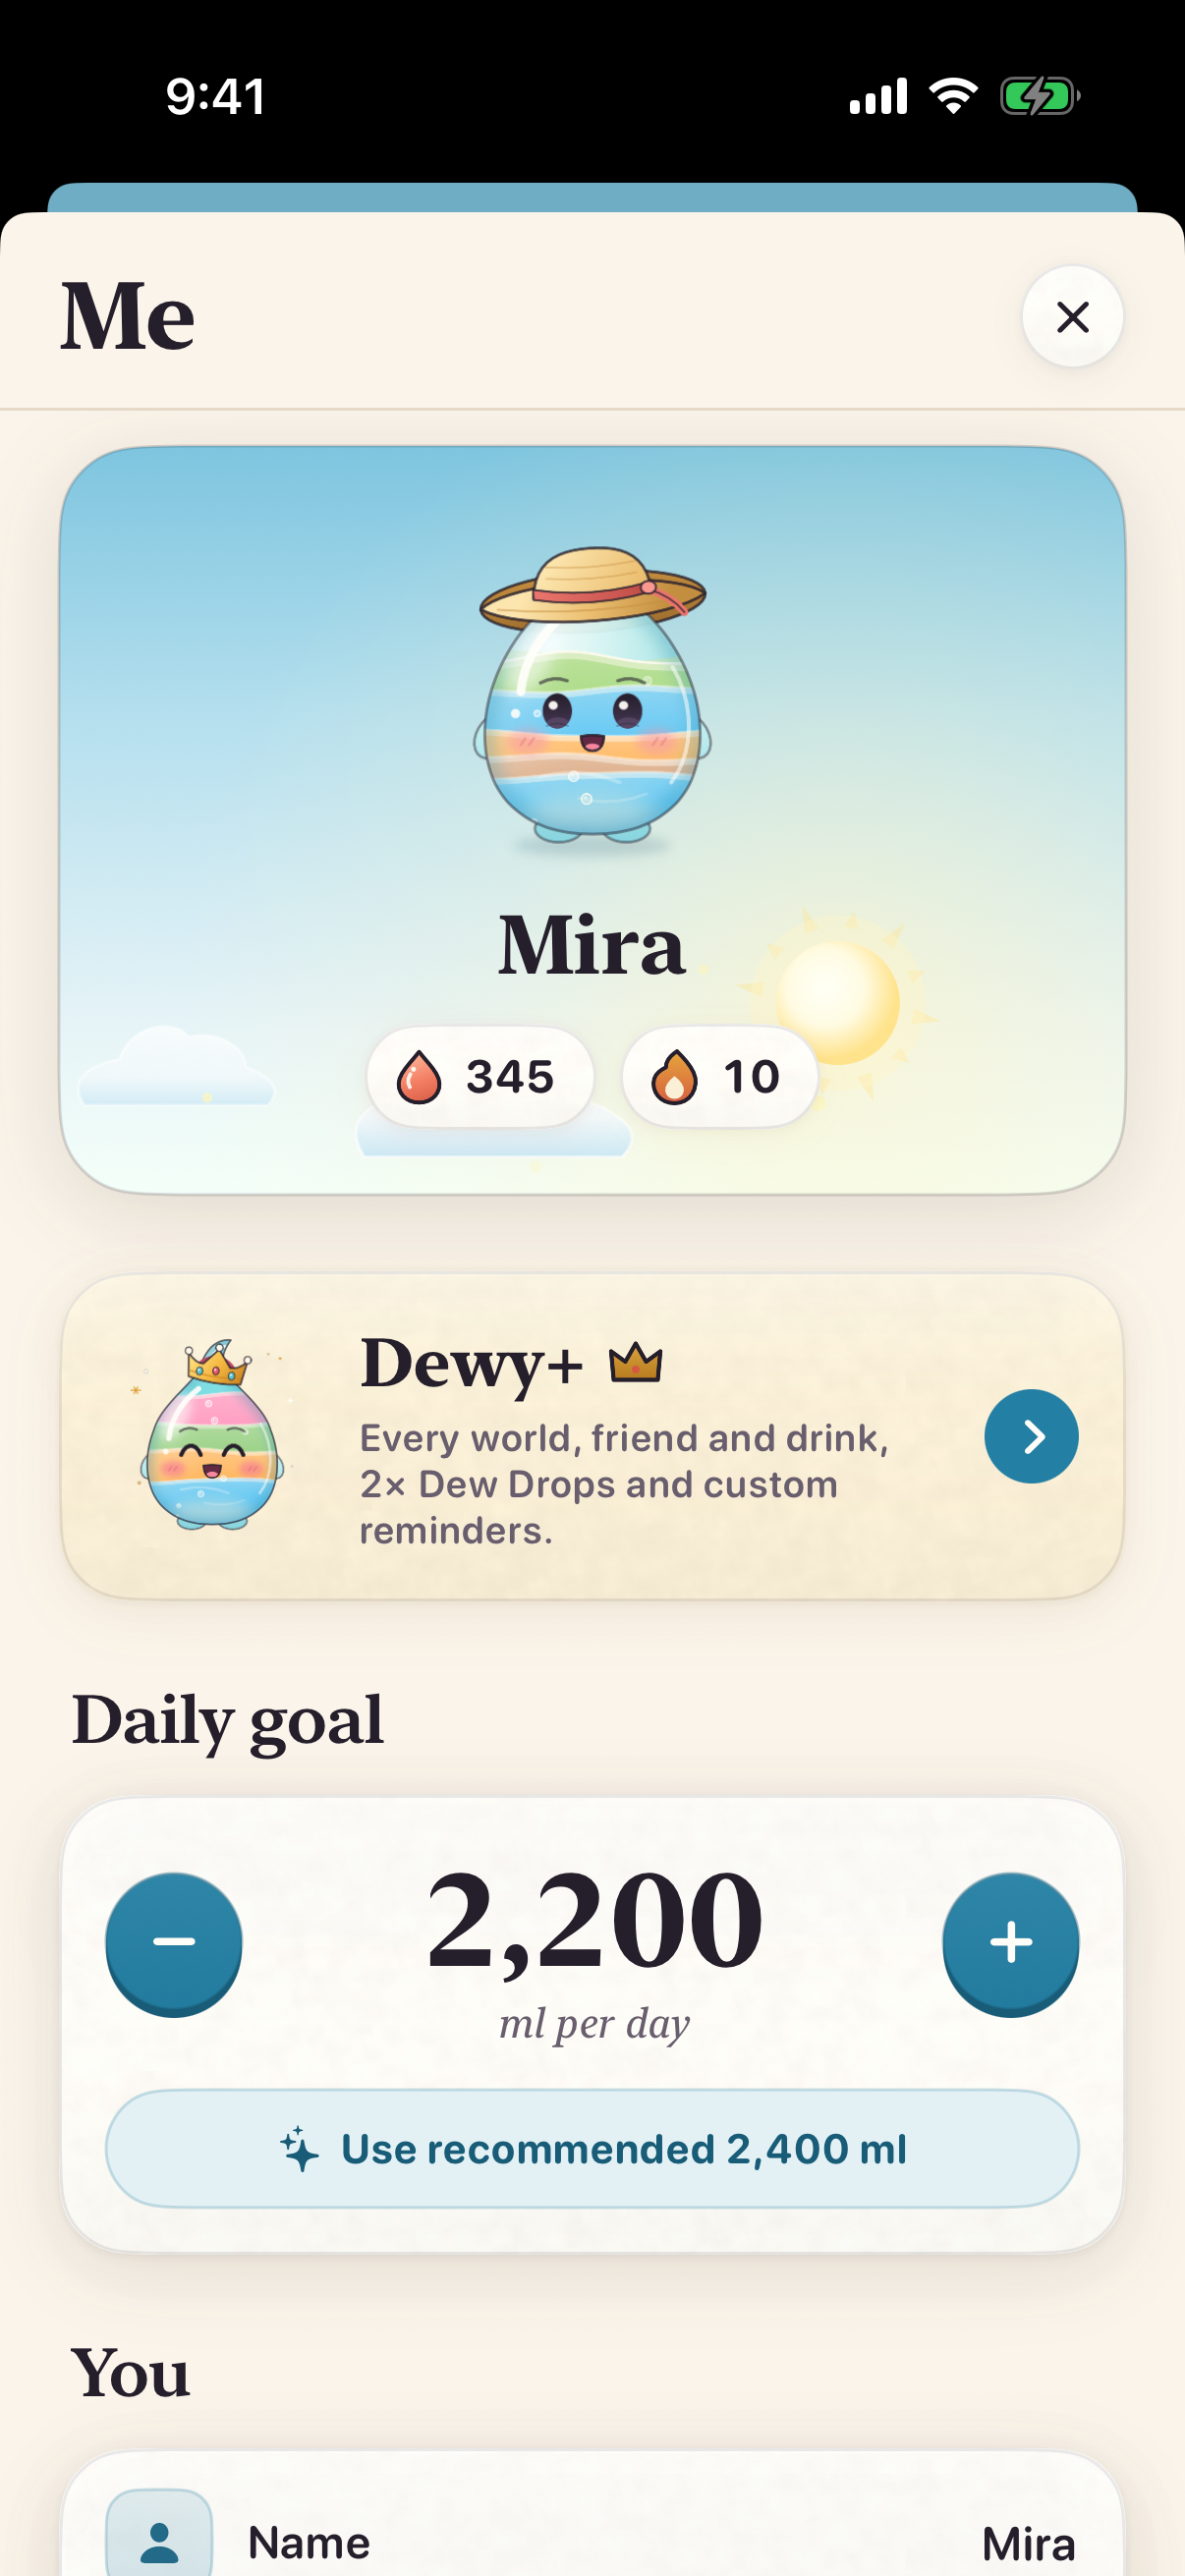 9:41
Me
Mira
345
10
Dewy+
Every world, friend and drink,
2× Dew Drops and custom
reminders.
Daily goal
2,200
ml per day
Use recommended 2,400 ml
You
Name
Mira